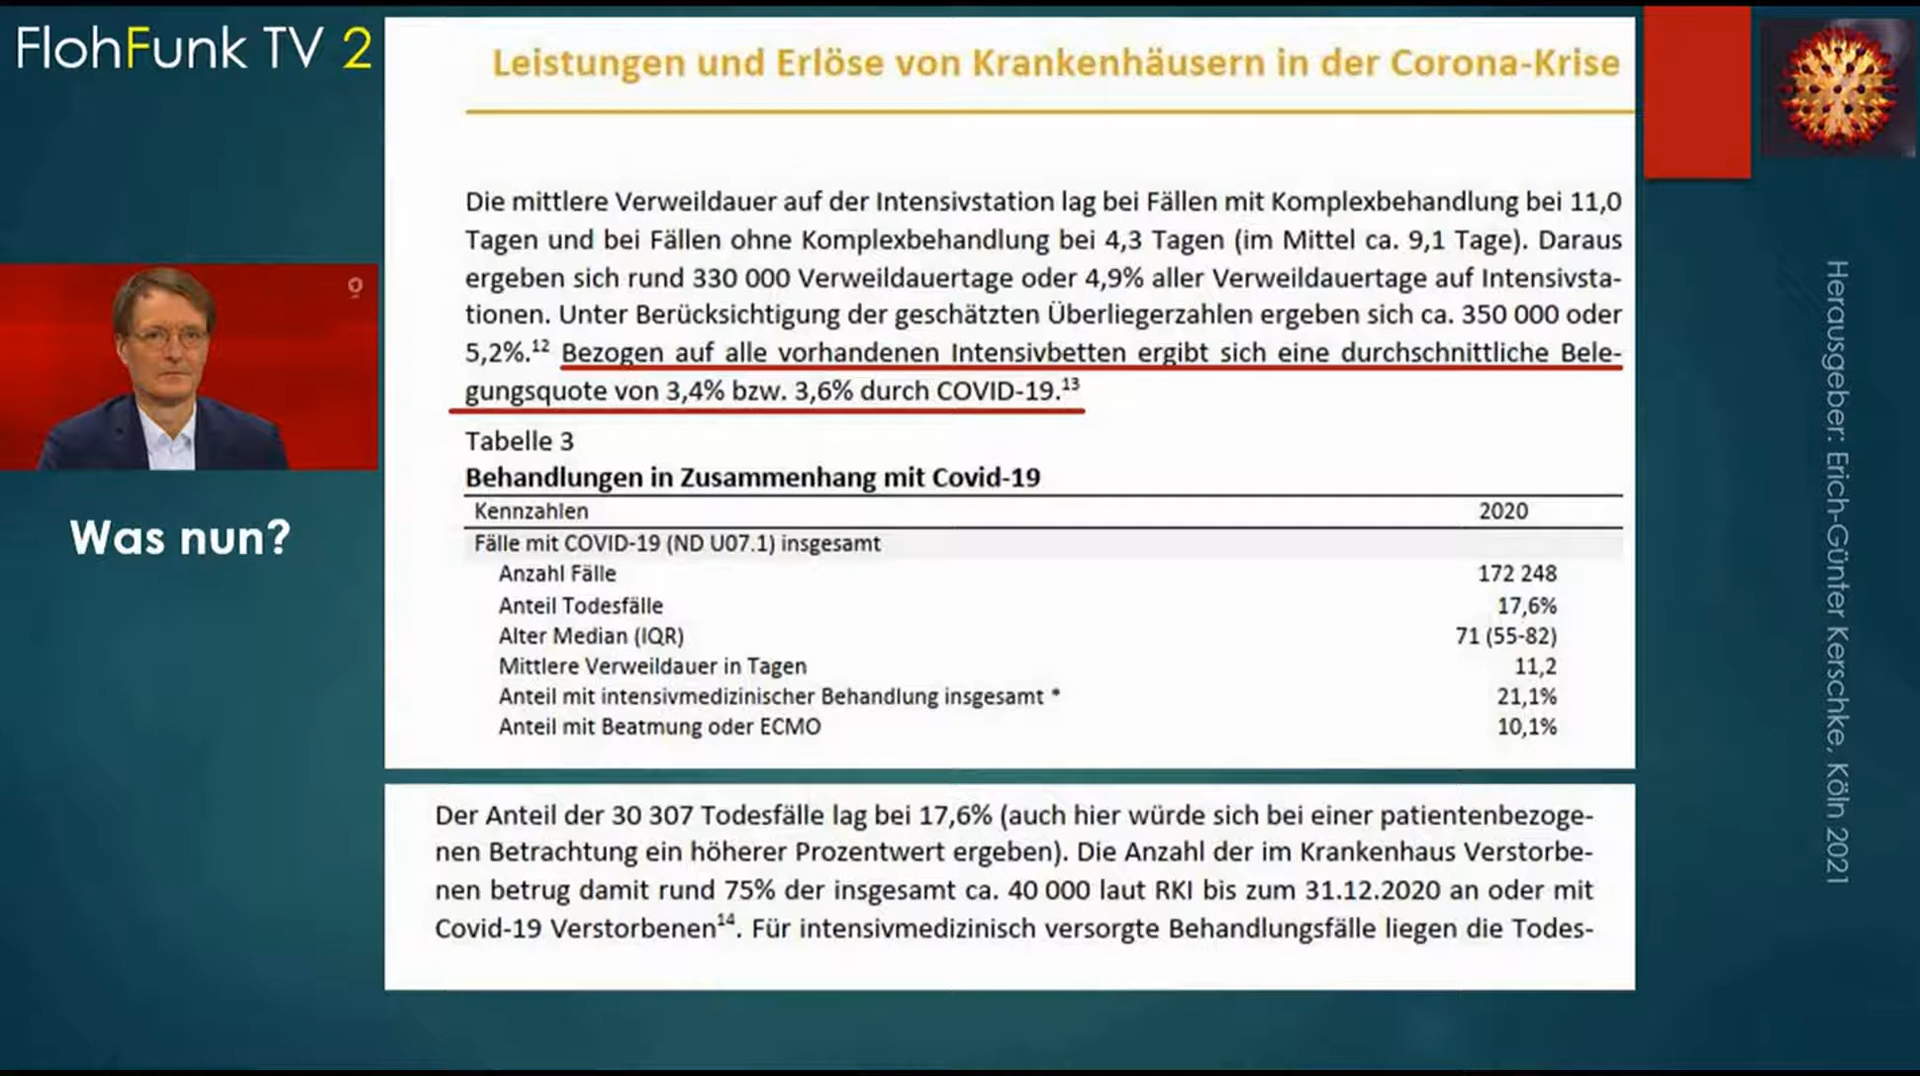 FlohFunk TV 2
Leistungen und Erlöse von Krankenhäusern in der Corona-Krise
Die mittlere Verweildauer auf der Intensivstation lag bei Fällen mit Komplexbehandlung bei 11,0
Tagen und bei Fällen ohne Komplexbehandlung bei 4,3 Tagen (im Mittel ca. 9,1 Tage). Daraus
ergeben sich rund 330 000 Verweildauertage oder 4,9% aller Verweildauertage auf Intensivsta-
tionen. Unter Berücksichtigung der geschätzten Überliegerzahlen ergeben sich ca. 350 000 oder
5,2%.¹² Bezogen auf alle vorhandenen Intensivbetten ergibt sich eine durchschnittliche Bele-
gungsquote von 3,4% bzw. 3,6% durch COVID-19.¹³
Tabelle 3
Behandlungen in Zusammenhang mit Covid-19
Kennzahlen 2020
Fälle mit COVID-19 (ND U07.1) insgesamt
Anzahl Fälle 172 248
Anteil Todesfälle 17,6%
Alter Median (IQR) 71 (55-82)
Mittlere Verweildauer in Tagen 11,2
Anteil mit intensivmedizinischer Behandlung insgesamt * 21,1%
Anteil mit Beatmung oder ECMO 10,1%
Der Anteil der 30 307 Todesfälle lag bei 17,6% (auch hier würde sich bei einer patientenbezoge-
nen Betrachtung ein höherer Prozentwert ergeben). Die Anzahl der im Krankenhaus Verstorbe-
nen betrug damit rund 75% der insgesamt ca. 40 000 laut RKI bis zum 31.12.2020 an oder mit
Covid-19 Verstorbenen¹⁴. Für intensivmedizinisch versorgte Behandlungsfälle liegen die Todes-
Was nun?
Herausgeber: Erich-Günter Kerschke, Köln 2021